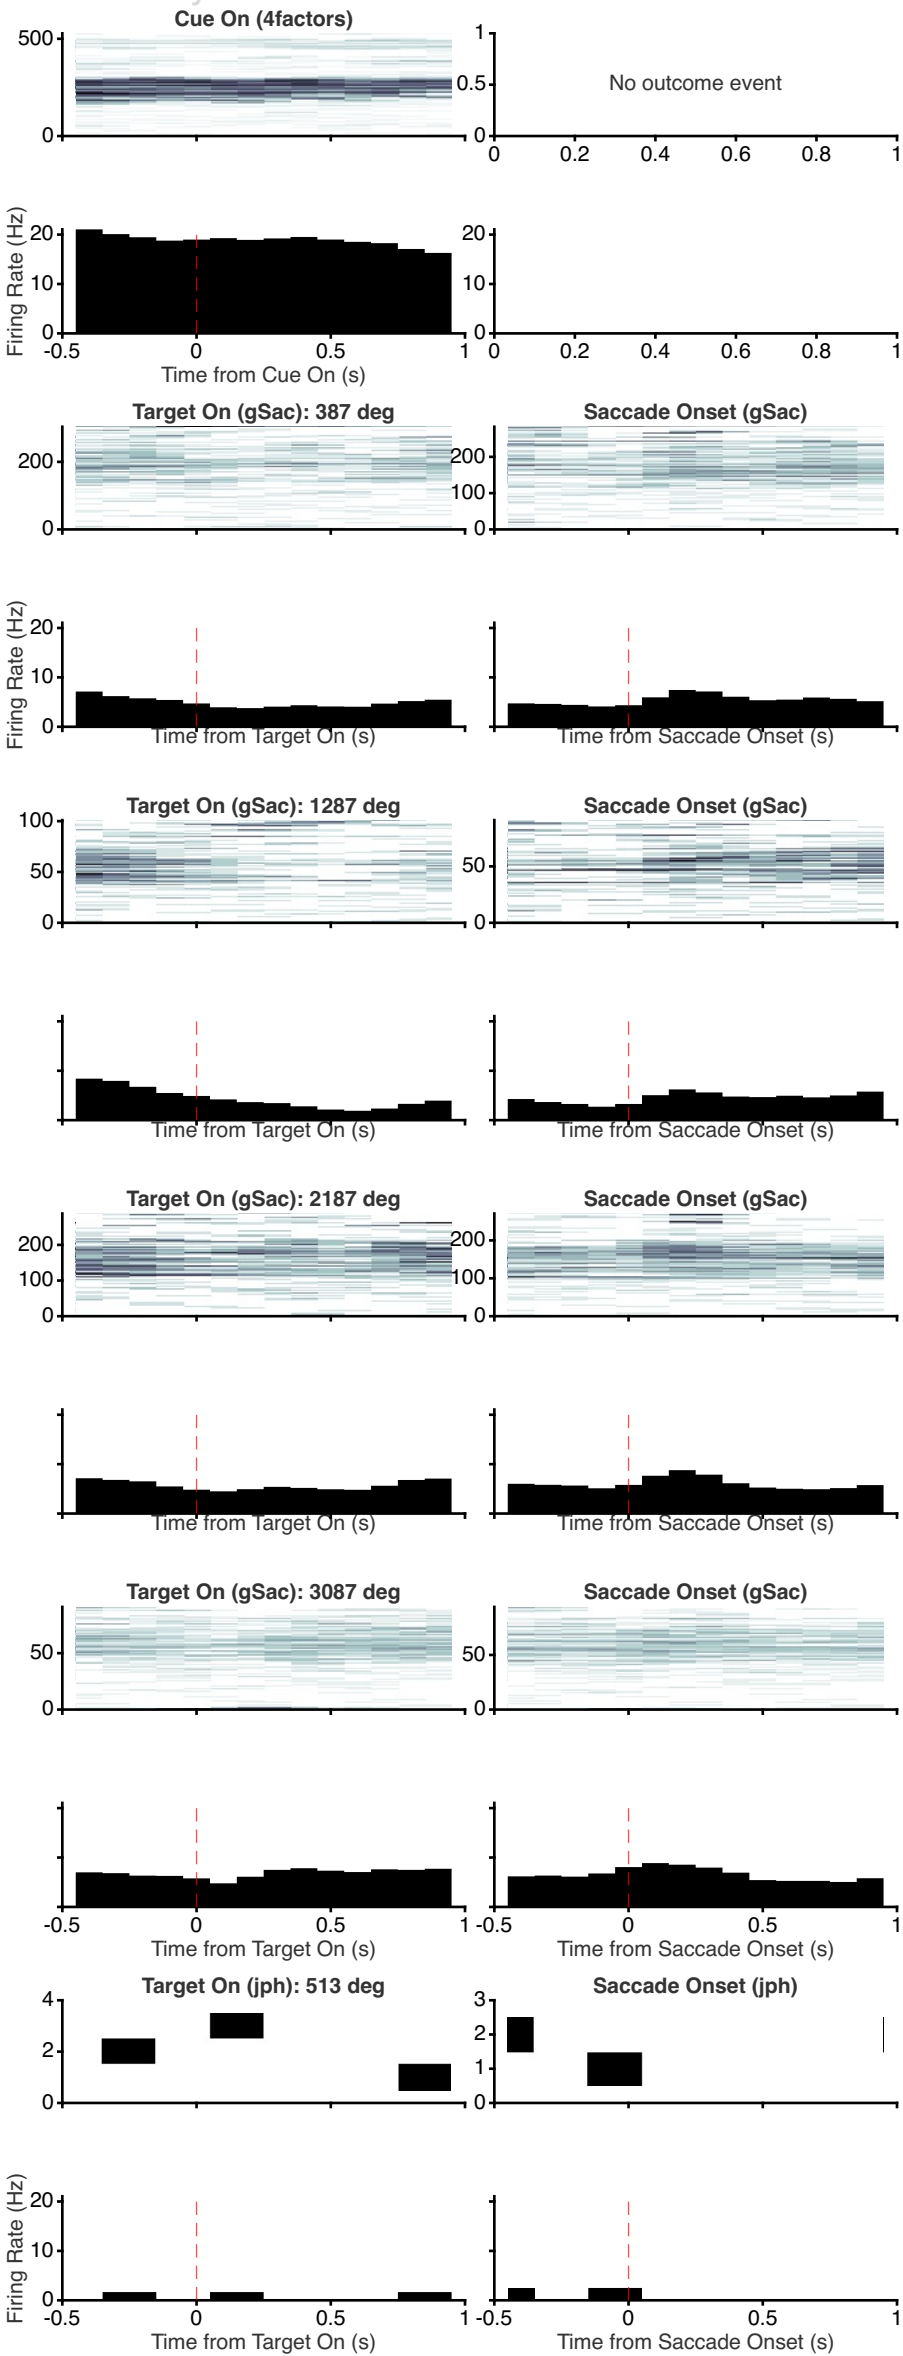 Cue On (4factors)
500
0
1
0.5
0
No outcome event
0 0.2 0.4 0.6 0.8 1
Firing Rate (Hz)
20
10
0
-0.5 0 0.5 1
Time from Cue On (s)
20
10
0
0 0.2 0.4 0.6 0.8 1
Target On (gSac): 387 deg
200
0
Saccade Onset (gSac)
200
100
0
Firing Rate (Hz)
20
10
0
Time from Target On (s)
Time from Saccade Onset (s)
Target On (gSac): 1287 deg
100
50
0
Saccade Onset (gSac)
50
0
Time from Target On (s)
Time from Saccade Onset (s)
Target On (gSac): 2187 deg
200
100
0
Saccade Onset (gSac)
200
100
0
Time from Target On (s)
Time from Saccade Onset (s)
Target On (gSac): 3087 deg
50
0
Saccade Onset (gSac)
50
0
-0.5 0 0.5 1
Time from Target On (s)
-0.5 0 0.5 1
Time from Saccade Onset (s)
Target On (jph): 513 deg
4
2
0
Saccade Onset (jph)
3
2
1
0
Firing Rate (Hz)
20
10
0
-0.5 0 0.5 1
Time from Target On (s)
-0.5 0 0.5 1
Time from Saccade Onset (s)